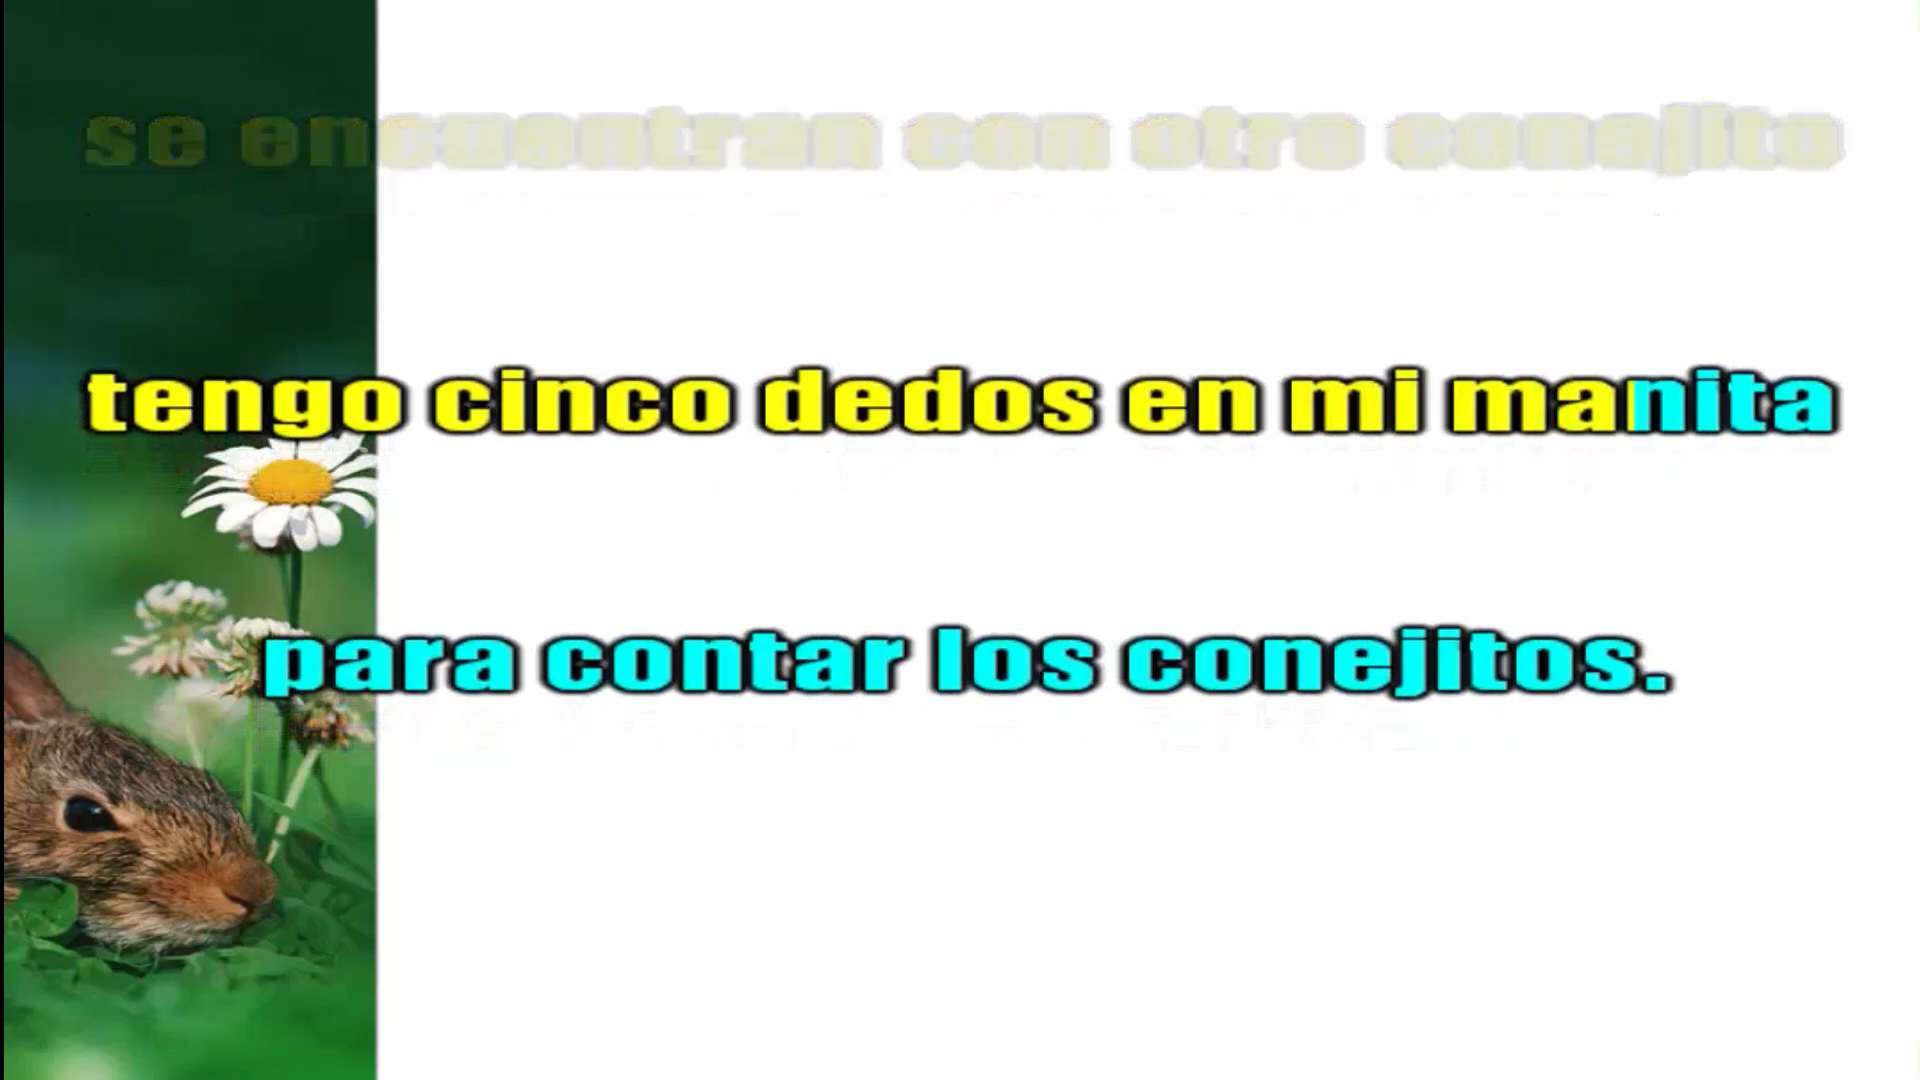 se encuentran con otro conejito
tengo cinco dedos en mi manita
para contar los conejitos.